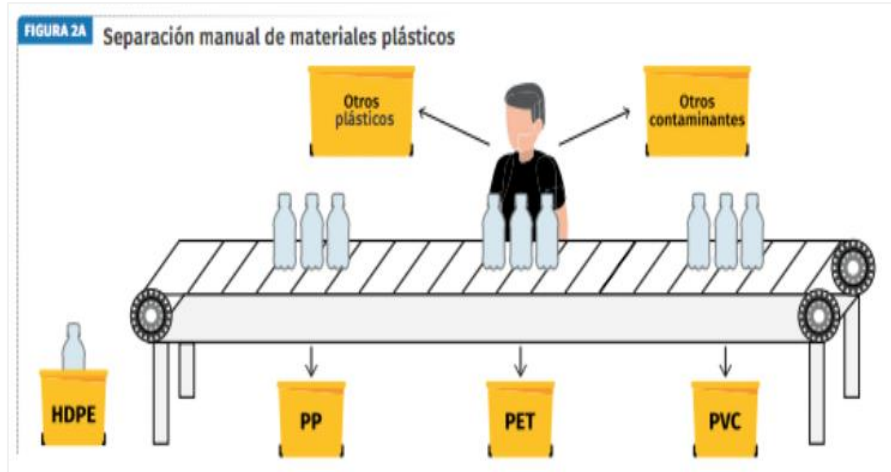 FIGURA 2A Separación manual de materiales plásticos
Otros
plásticos
Otros
contaminantes
HDPE
PP
PET
PVC